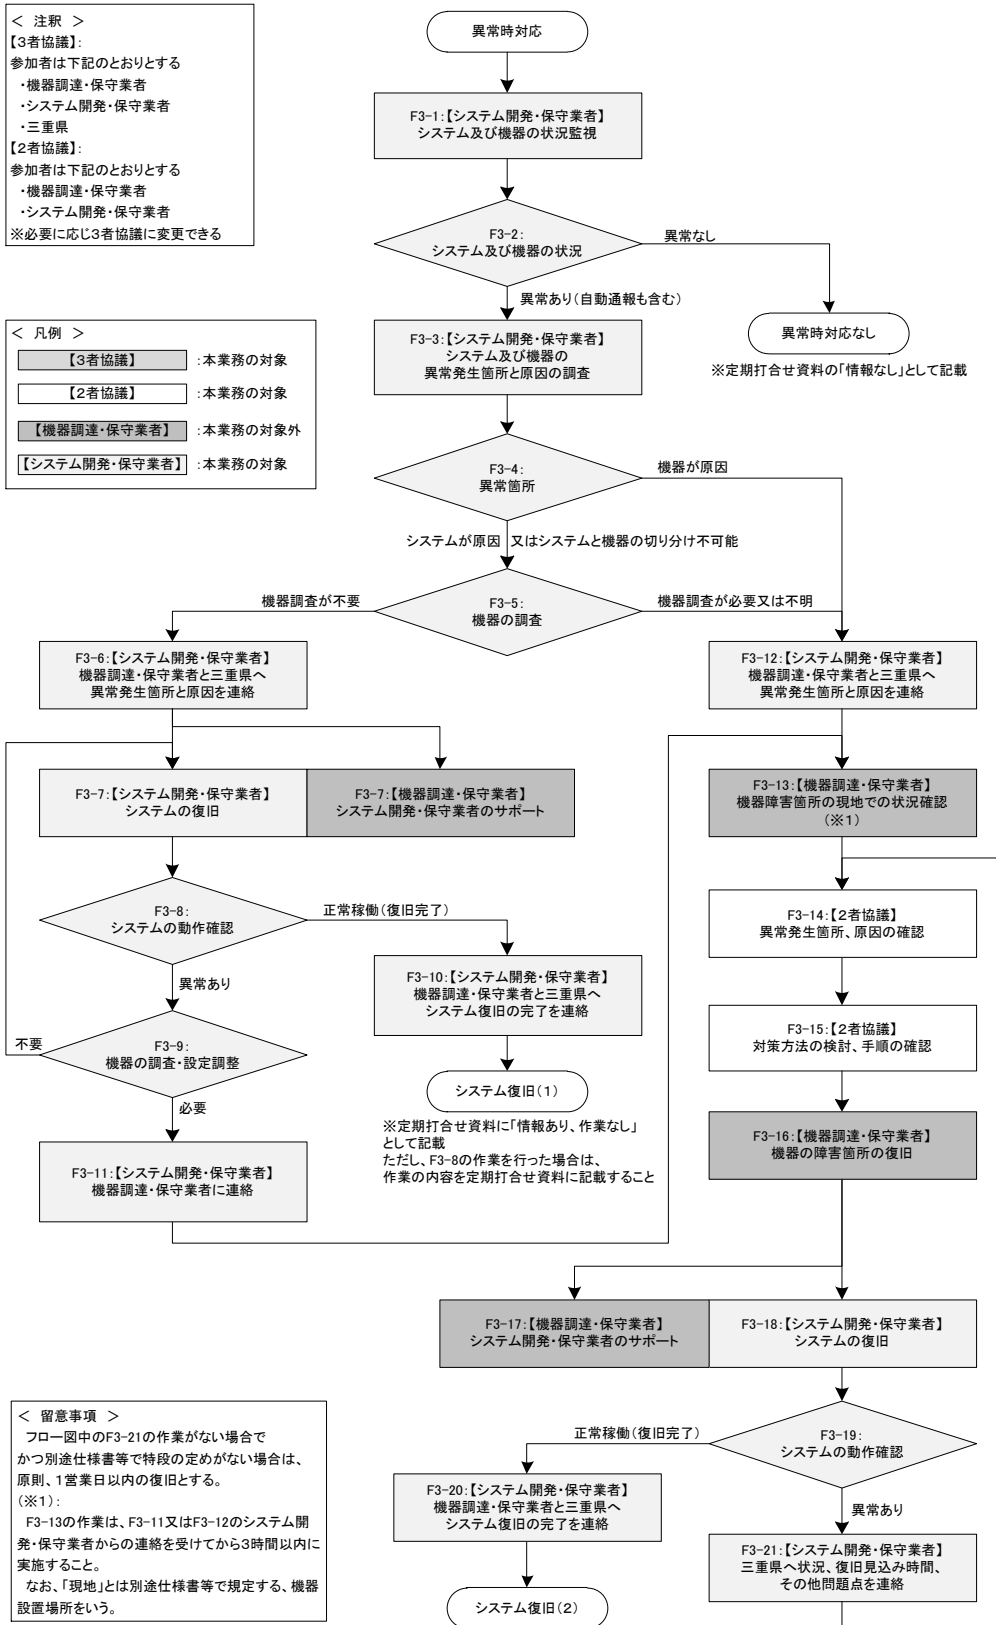 ＜ 注釈 ＞
【3者協議】:
参加者は下記のとおりとする
・機器調達・保守業者
・システム開発・保守業者
・三重県
【2者協議】:
参加者は下記のとおりとする
・機器調達・保守業者
・システム開発・保守業者
※必要に応じ3者協議に変更できる
＜ 凡例 ＞
【3者協議】 :本業務の対象
【2者協議】 :本業務の対象
【機器調達・保守業者】 :本業務の対象外
【システム開発・保守業者】 :本業務の対象
異常時対応
F3-1:【システム開発・保守業者】
システム及び機器の状況監視
F3-2:
システム及び機器の状況
異常なし
異常あり(自動通報も含む)
異常時対応なし
※定期打合せ資料の「情報なし」として記載
F3-3:【システム開発・保守業者】
システム及び機器の
異常発生箇所と原因の調査
F3-4:
異常箇所
機器が原因
システムが原因 又はシステムと機器の切り分け不可能
F3-5:
機器の調査
機器調査が不要
機器調査が必要又は不明
F3-6:【システム開発・保守業者】
機器調達・保守業者と三重県へ
異常発生箇所と原因を連絡
F3-12:【システム開発・保守業者】
機器調達・保守業者と三重県へ
異常発生箇所と原因を連絡
F3-7:【システム開発・保守業者】
システムの復旧
F3-7:【機器調達・保守業者】
システム開発・保守業者のサポート
F3-13:【機器調達・保守業者】
機器障害箇所の現地での状況確認
(※1)
F3-8:
システムの動作確認
正常稼働(復旧完了)
異常あり
F3-14:【2者協議】
異常発生箇所、原因の確認
F3-10:【システム開発・保守業者】
機器調達・保守業者と三重県へ
システム復旧の完了を連絡
F3-9:
機器の調査・設定調整
不要
必要
F3-15:【2者協議】
対策方法の検討、手順の確認
システム復旧(1)
※定期打合せ資料に「情報あり、作業なし」
として記載
ただし、F3-8の作業を行った場合は、
作業の内容を定期打合せ資料に記載すること
F3-16:【機器調達・保守業者】
機器の障害箇所の復旧
F3-11:【システム開発・保守業者】
機器調達・保守業者に連絡
F3-17:【機器調達・保守業者】
システム開発・保守業者のサポート
F3-18:【システム開発・保守業者】
システムの復旧
F3-19:
システムの動作確認
正常稼働(復旧完了)
異常あり
F3-20:【システム開発・保守業者】
機器調達・保守業者と三重県へ
システム復旧の完了を連絡
F3-21:【システム開発・保守業者】
三重県へ状況、復旧見込み時間、
その他問題点を連絡
システム復旧(2)
＜ 留意事項 ＞
フロー図中のF3-21の作業がない場合で
かつ別途仕様書等で特段の定めがない場合は、
原則、1営業日以内の復旧とする。
(※1):
F3-13の作業は、F3-11又はF3-12のシステム開
発・保守業者からの連絡を受けてから3時間以内に
実施すること。
なお、「現地」とは別途仕様書等で規定する、機器
設置場所をいう。